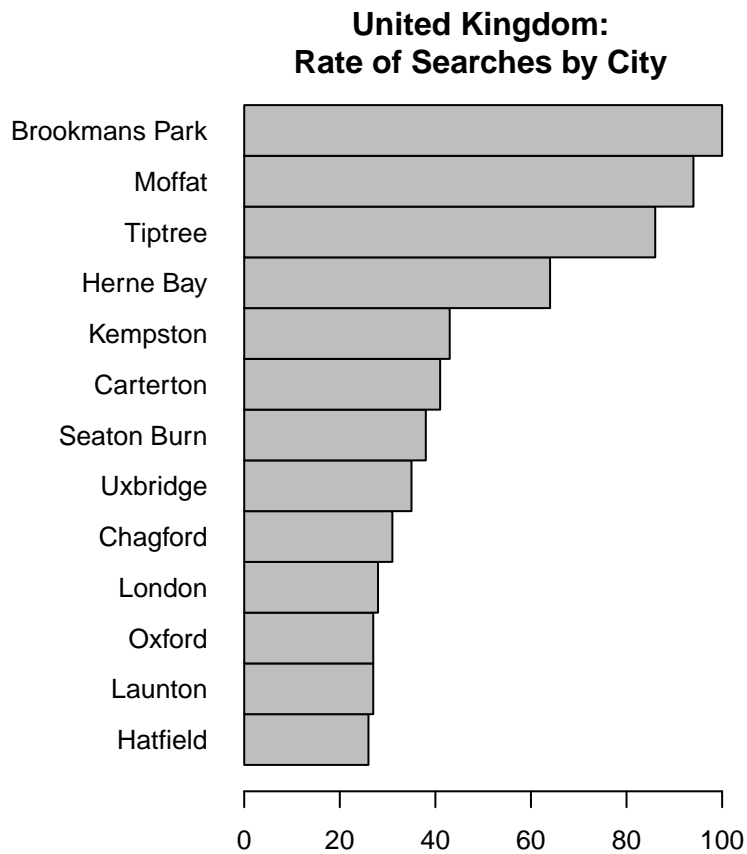 United Kingdom:
Rate of Searches by City
Brookmans Park
Moffat
Tiptree
Herne Bay
Kempston
Carterton
Seaton Burn
Uxbridge
Chagford
London
Oxford
Launton
Hatfield
0 20 40 60 80 100